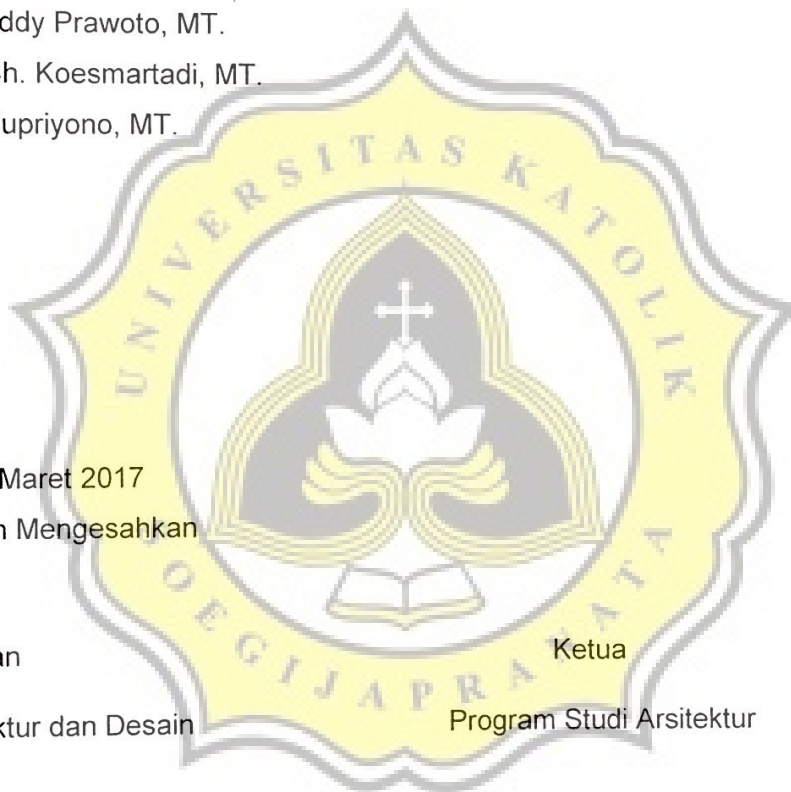 ddy Prawoto, MT.
h. Koesmartadi, MT.
upriyono, MT.
UNIVERSITAS KATOLIK
SOEGIJAPRANATA
Maret 2017
n Mengesahkan
an
Ketua
ktur dan Desain
Program Studi Arsitektur